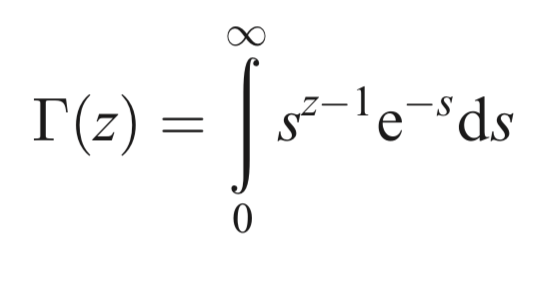 Γ(z) = ∫₀^∞ s^{z−1} e^{−s} ds